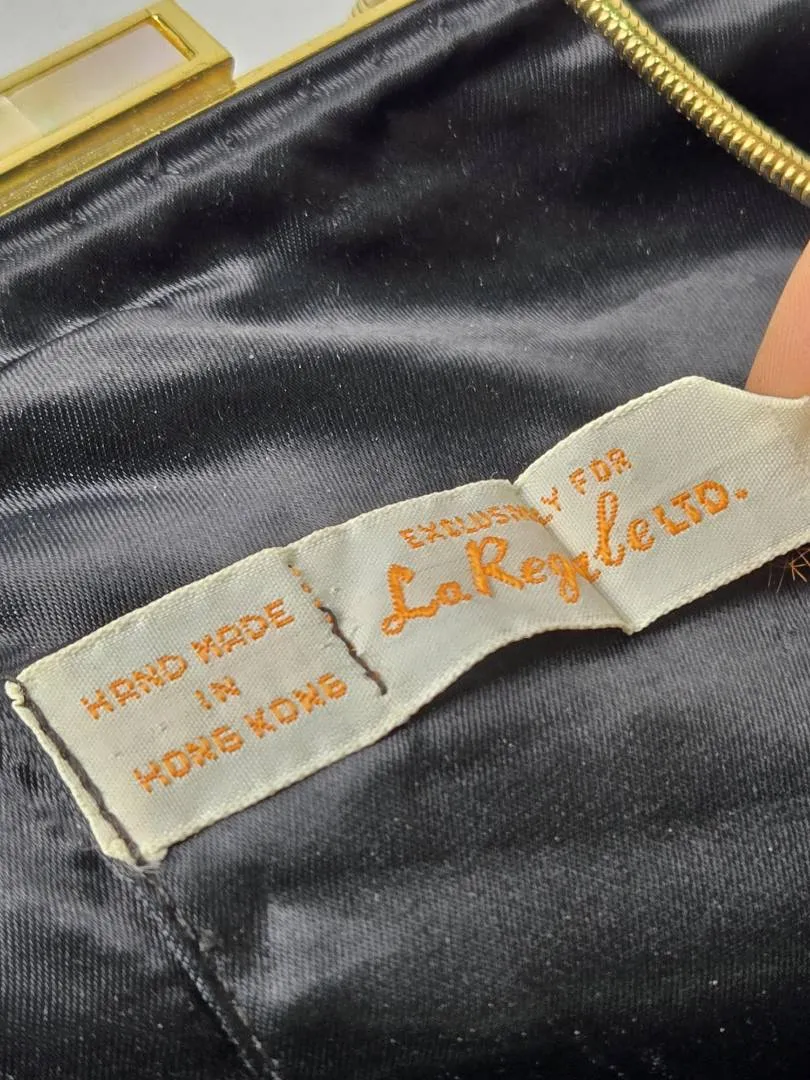 HAND MADE
IN
HONG KONG
EXCLUSIVELY FOR
La Regale LTD.